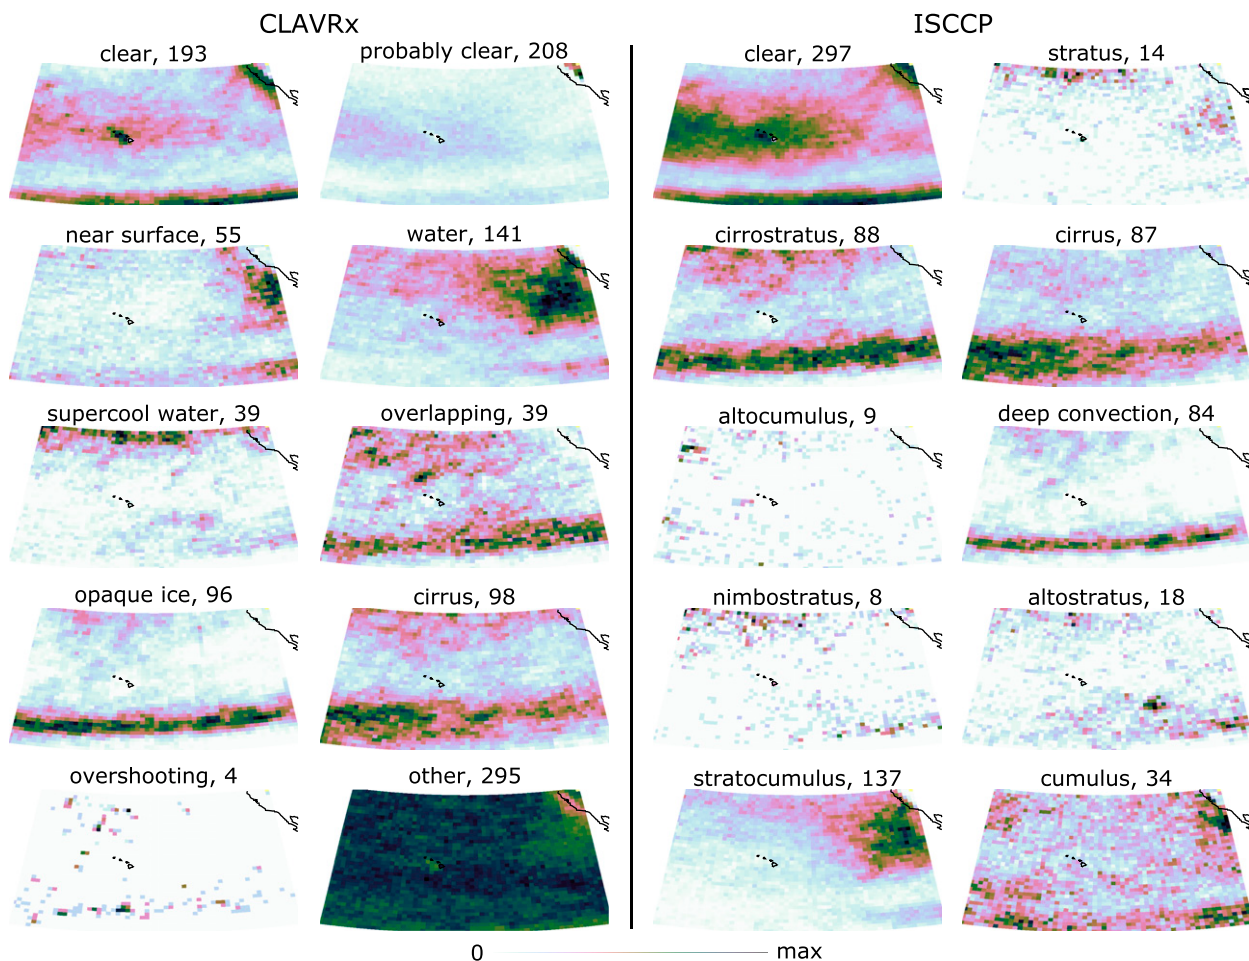 CLAVRx
ISCCP
clear, 193
probably clear, 208
clear, 297
stratus, 14
near surface, 55
water, 141
cirrostratus, 88
cirrus, 87
supercool water, 39
overlapping, 39
altocumulus, 9
deep convection, 84
opaque ice, 96
cirrus, 98
nimbostratus, 8
altostratus, 18
overshooting, 4
other, 295
stratocumulus, 137
cumulus, 34
0
max